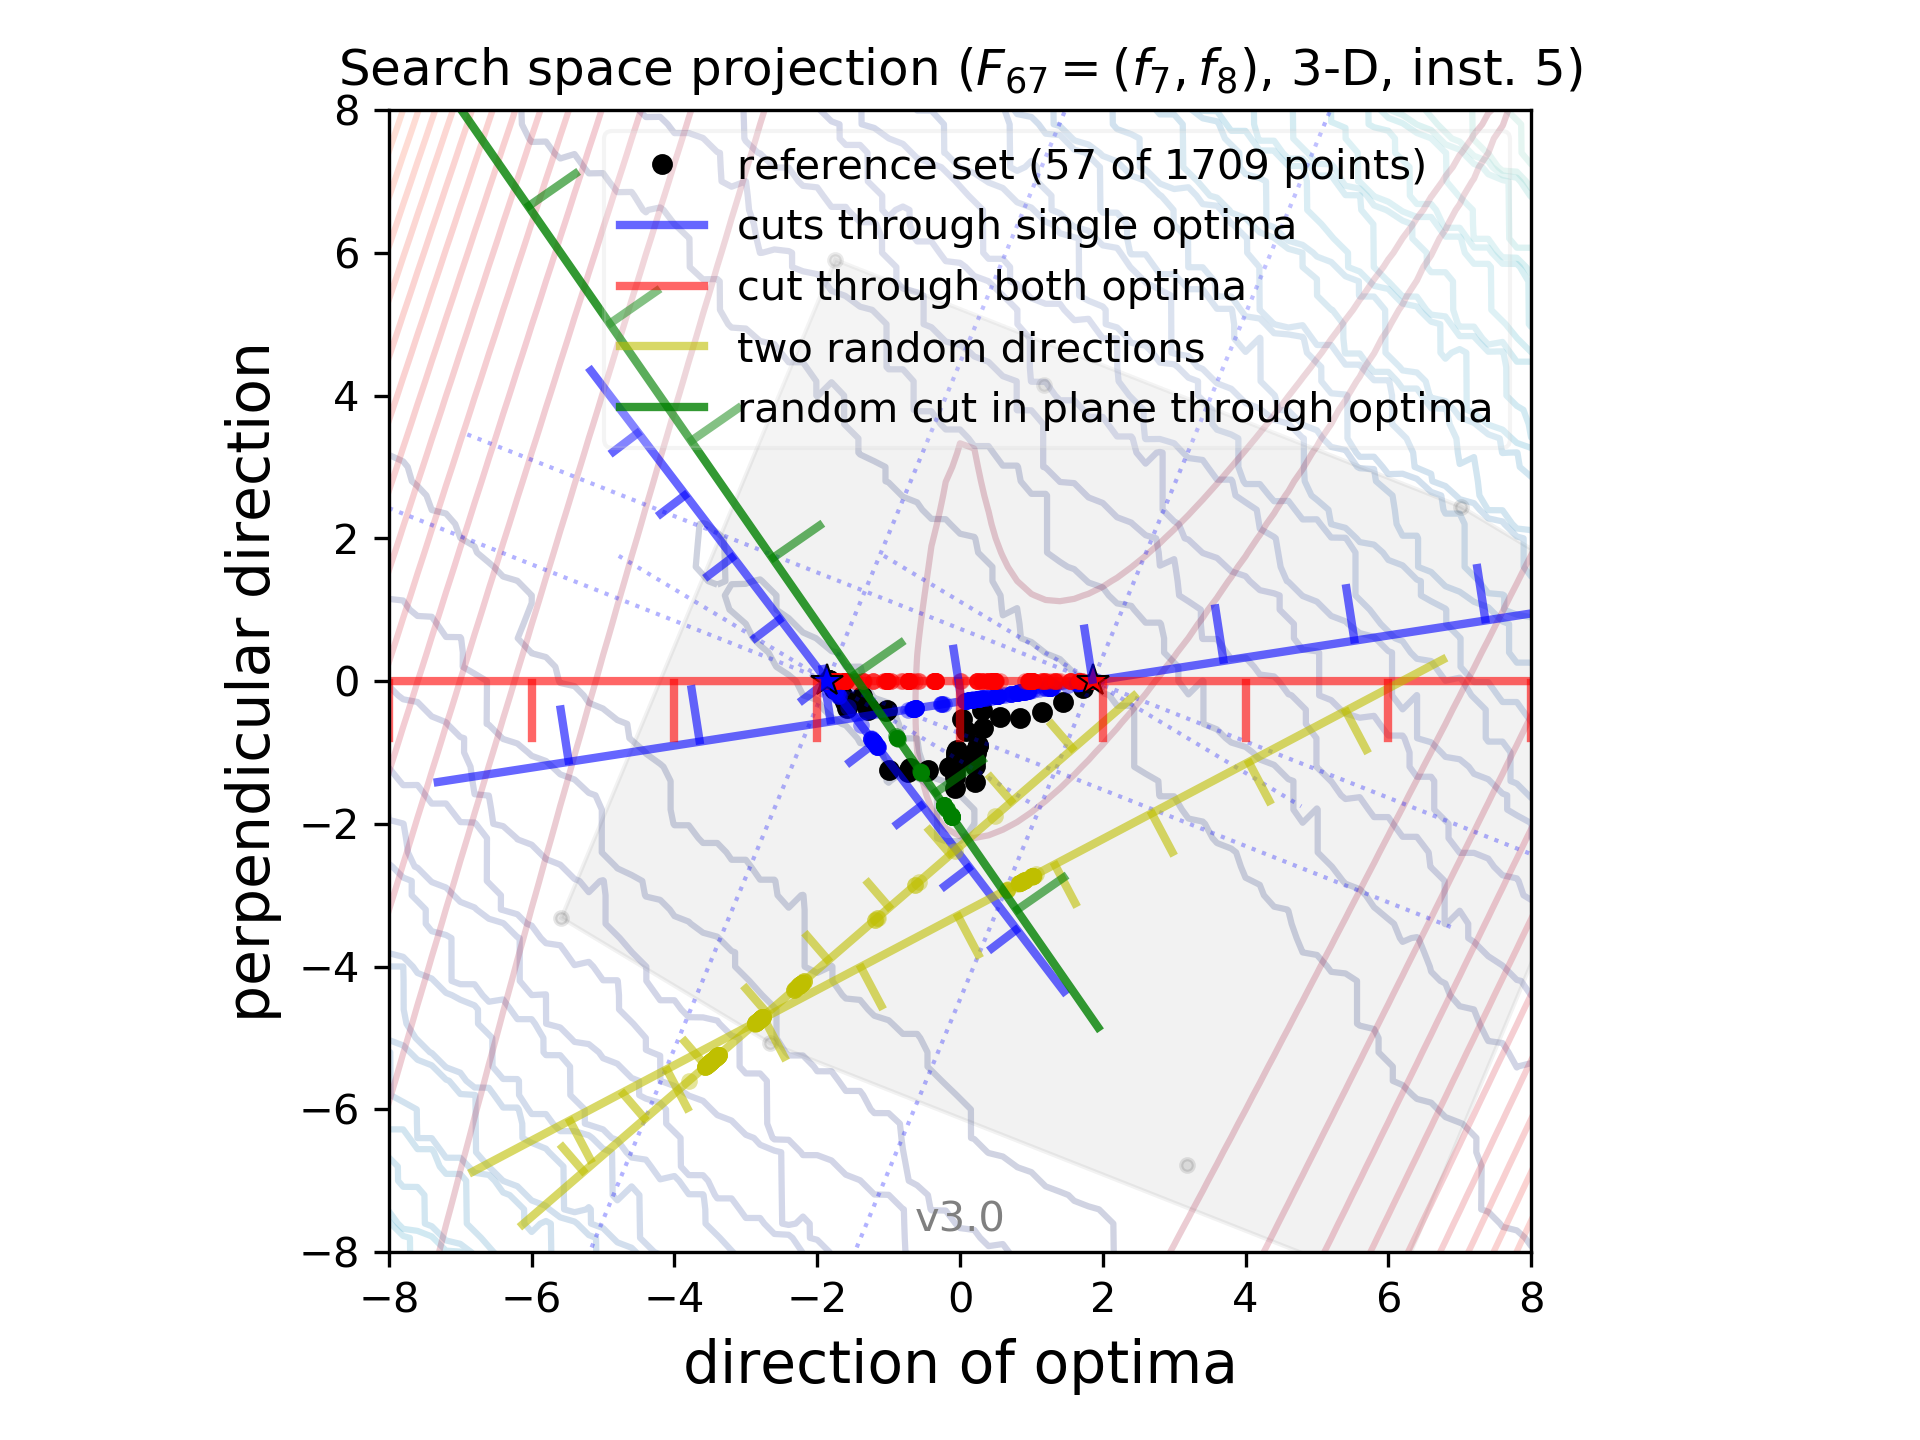 Search space projection (F67 = (f7, f8), 3-D, inst. 5)
reference set (57 of 1709 points)
cuts through single optima
cut through both optima
two random directions
random cut in plane through optima
8
6
4
2
0
−2
−4
−6
−8
perpendicular direction
v3.0
−8 −6 −4 −2 0 2 4 6 8
direction of optima